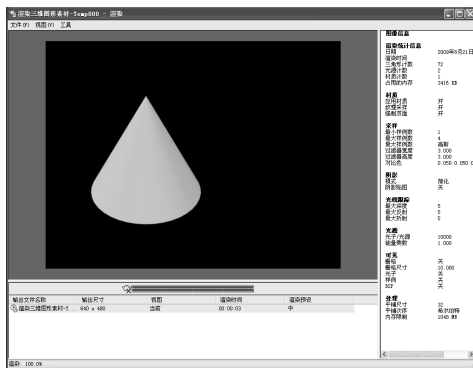 渲染三维图形素材-Temp000 - 渲染
文件(F) 视图(V) 工具
图像信息
渲染统计信息
日期 2009年6月21日
渲染时间
三角形计数 72
光源计数 2
材质计数 1
占用的内存 3416 KB
材质
应用材质 开
纹理采样 开
强制双面 开
采样
最小样例数 1
最大样例数 4
最大样例数 高斯
过滤器宽度 3.000
过滤器高度 3.000
对比色 0.050:0.050:0
阴影
模式 简化
阴影贴图 关
光线跟踪
最大深度 5
最大反射 5
最大折射 5
光源
光子/光源 10000
能量乘数 1.000
可见
栅格 关
栅格尺寸 10.000
光子 关
样例 关
BSP 关
处理
平铺尺寸 32
平铺次序 希尔伯特
内存限制 1048 MB
输出文件名称 输出尺寸 视图 渲染时间 渲染预设
渲染三维图形素材-T... 640 x 480 当前 00:00:03 中
渲染: 100.0%